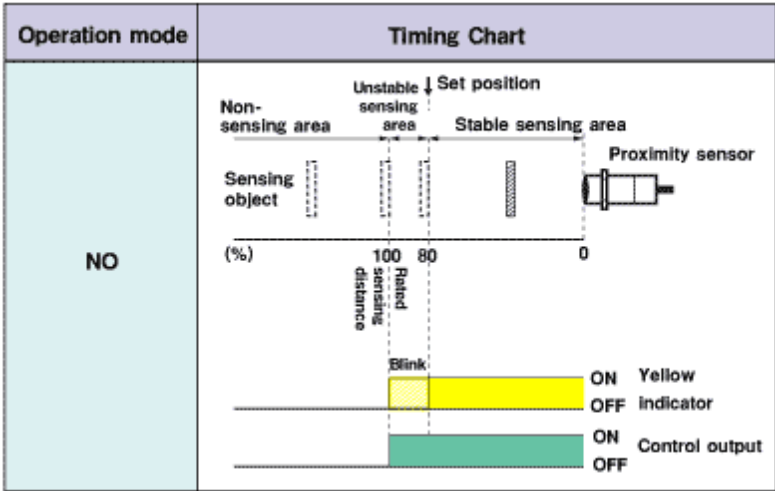 Operation mode
Timing Chart
NO
Unstable
sensing
area
Set position
Non-
sensing area
Stable sensing area
Proximity sensor
Sensing
object
(%)
100
80
0
Rated
sensing
distance
Blink
ON
Yellow
OFF
indicator
ON
Control output
OFF